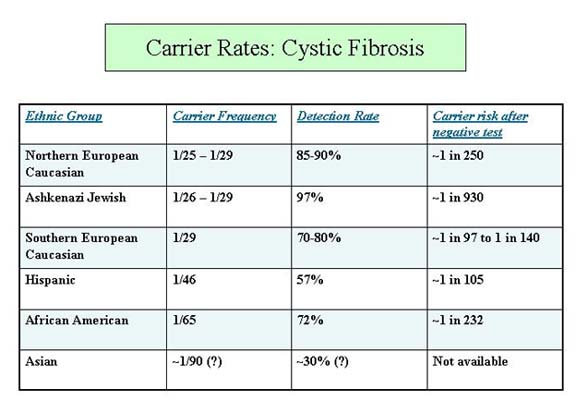 Carrier Rates: Cystic Fibrosis
Ethnic Group Carrier Frequency Detection Rate Carrier risk after
negative test
Northern European 1/25 – 1/29 85-90% ~1 in 250
Caucasian
Ashkenazi Jewish 1/26 – 1/29 97% ~1 in 930
Southern European 1/29 70-80% ~1 in 97 to 1 in 140
Caucasian
Hispanic 1/46 57% ~1 in 105
African American 1/65 72% ~1 in 232
Asian ~1/90 (?) ~30% (?) Not available